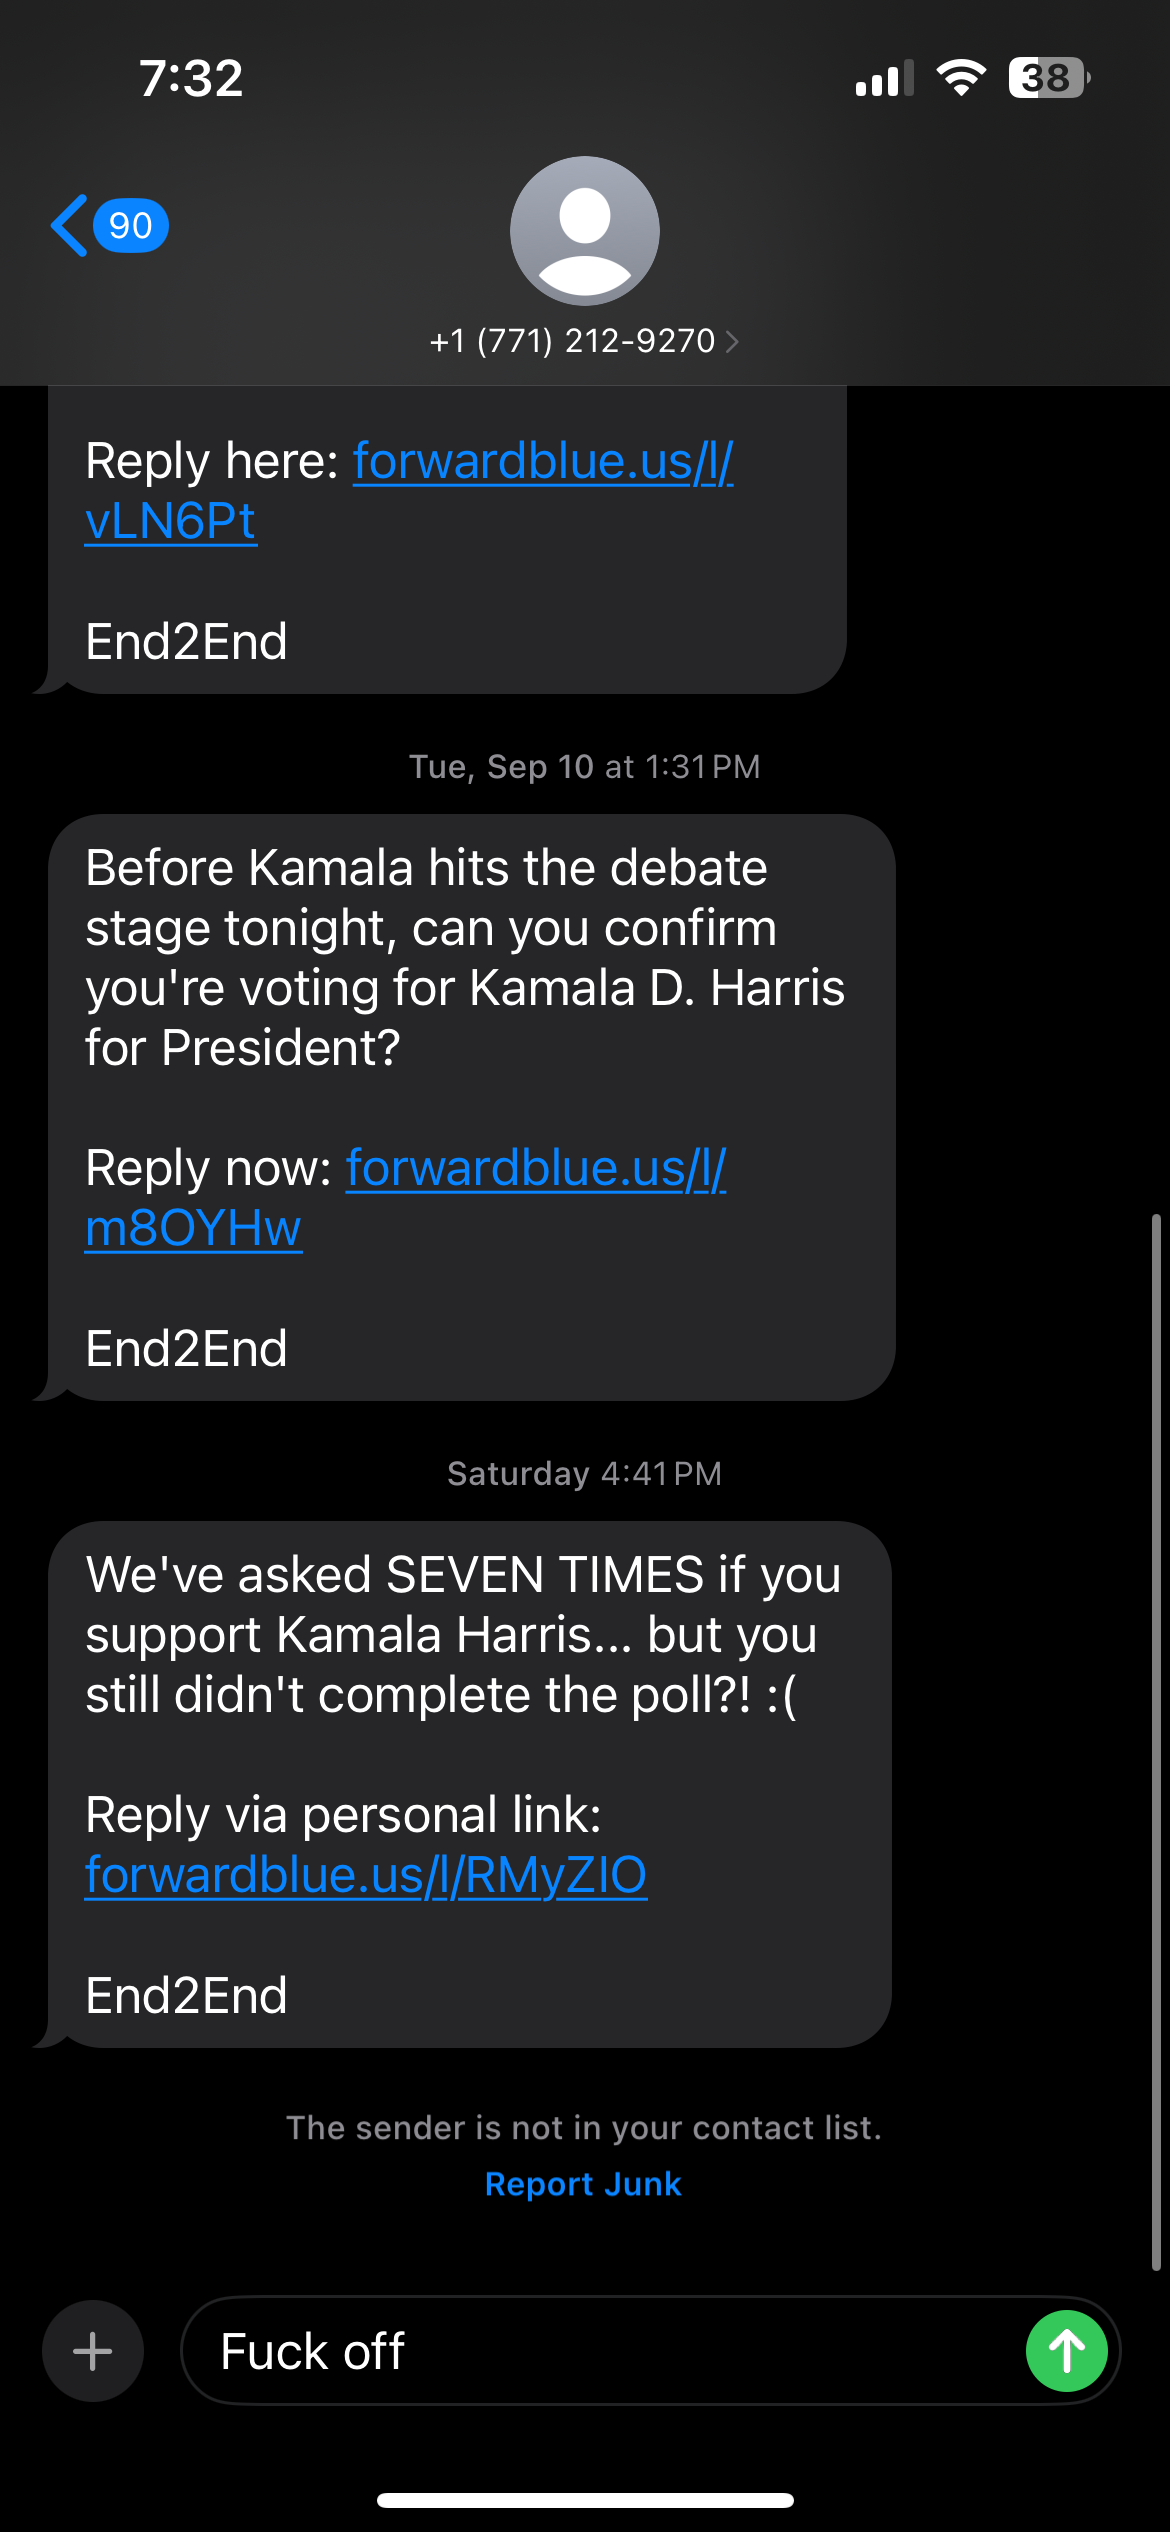 7:32
38
90
+1 (771) 212-9270
Reply here: forwardblue.us/l/
vLN6Pt
End2End
Tue, Sep 10 at 1:31 PM
Before Kamala hits the debate
stage tonight, can you confirm
you're voting for Kamala D. Harris
for President?
Reply now: forwardblue.us/l/
m8OYHw
End2End
Saturday 4:41 PM
We've asked SEVEN TIMES if you
support Kamala Harris... but you
still didn't complete the poll?! :(
Reply via personal link:
forwardblue.us/l/RMyZIO
End2End
The sender is not in your contact list.
Report Junk
Fuck off